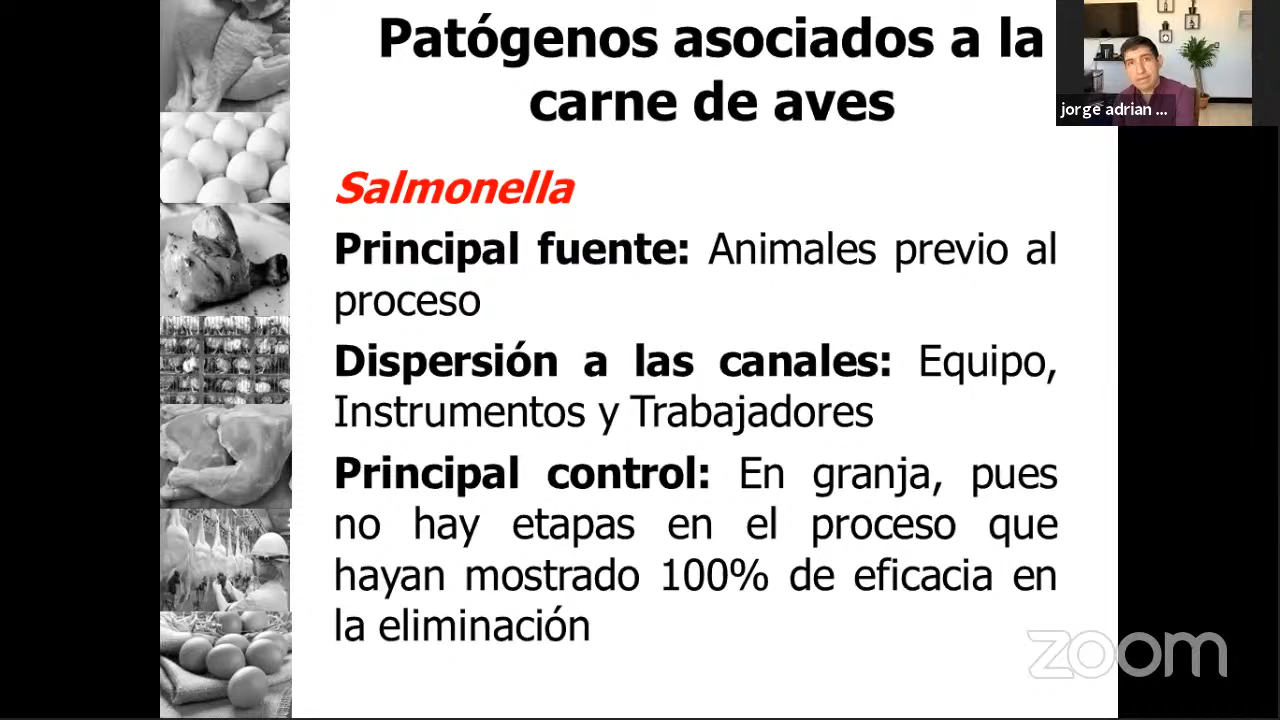 Patógenos asociados a la
carne de aves
jorge adrian ...
Salmonella
Principal fuente: Animales previo al
proceso
Dispersión a las canales: Equipo,
Instrumentos y Trabajadores
Principal control: En granja, pues
no hay etapas en el proceso que
hayan mostrado 100% de eficacia en
la eliminación
zoom